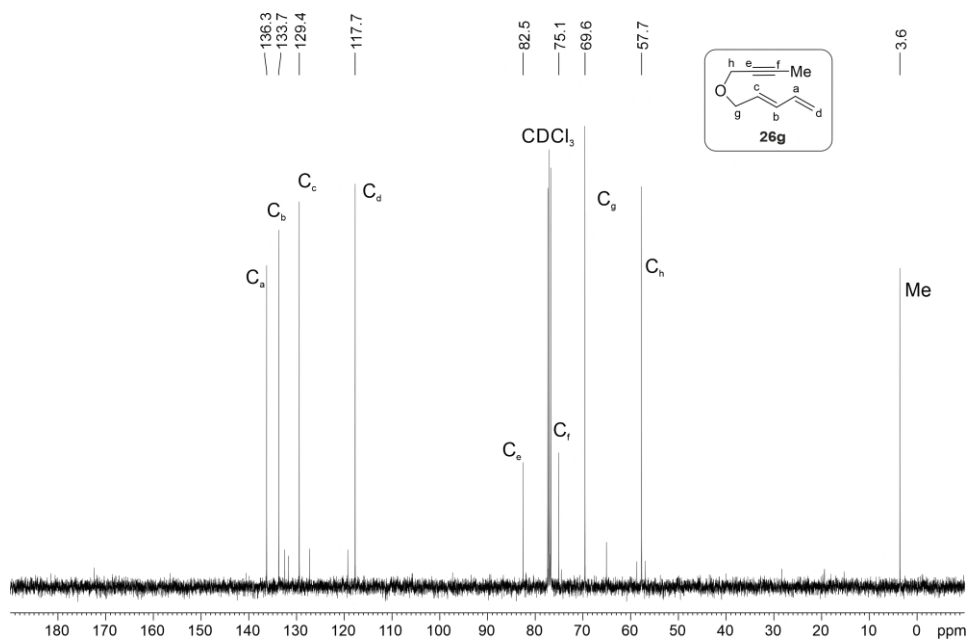 136.3
133.7
129.4
117.7
82.5
75.1
69.6
57.7
3.6
h
e
f
Me
O
c
a
g
b
d
26g
CDCl₃
Cc
Cd
Cb
Cg
Ca
Ch
Me
Cf
Ce
180 170 160 150 140 130 120 110 100 90 80 70 60 50 40 30 20 10 0 ppm